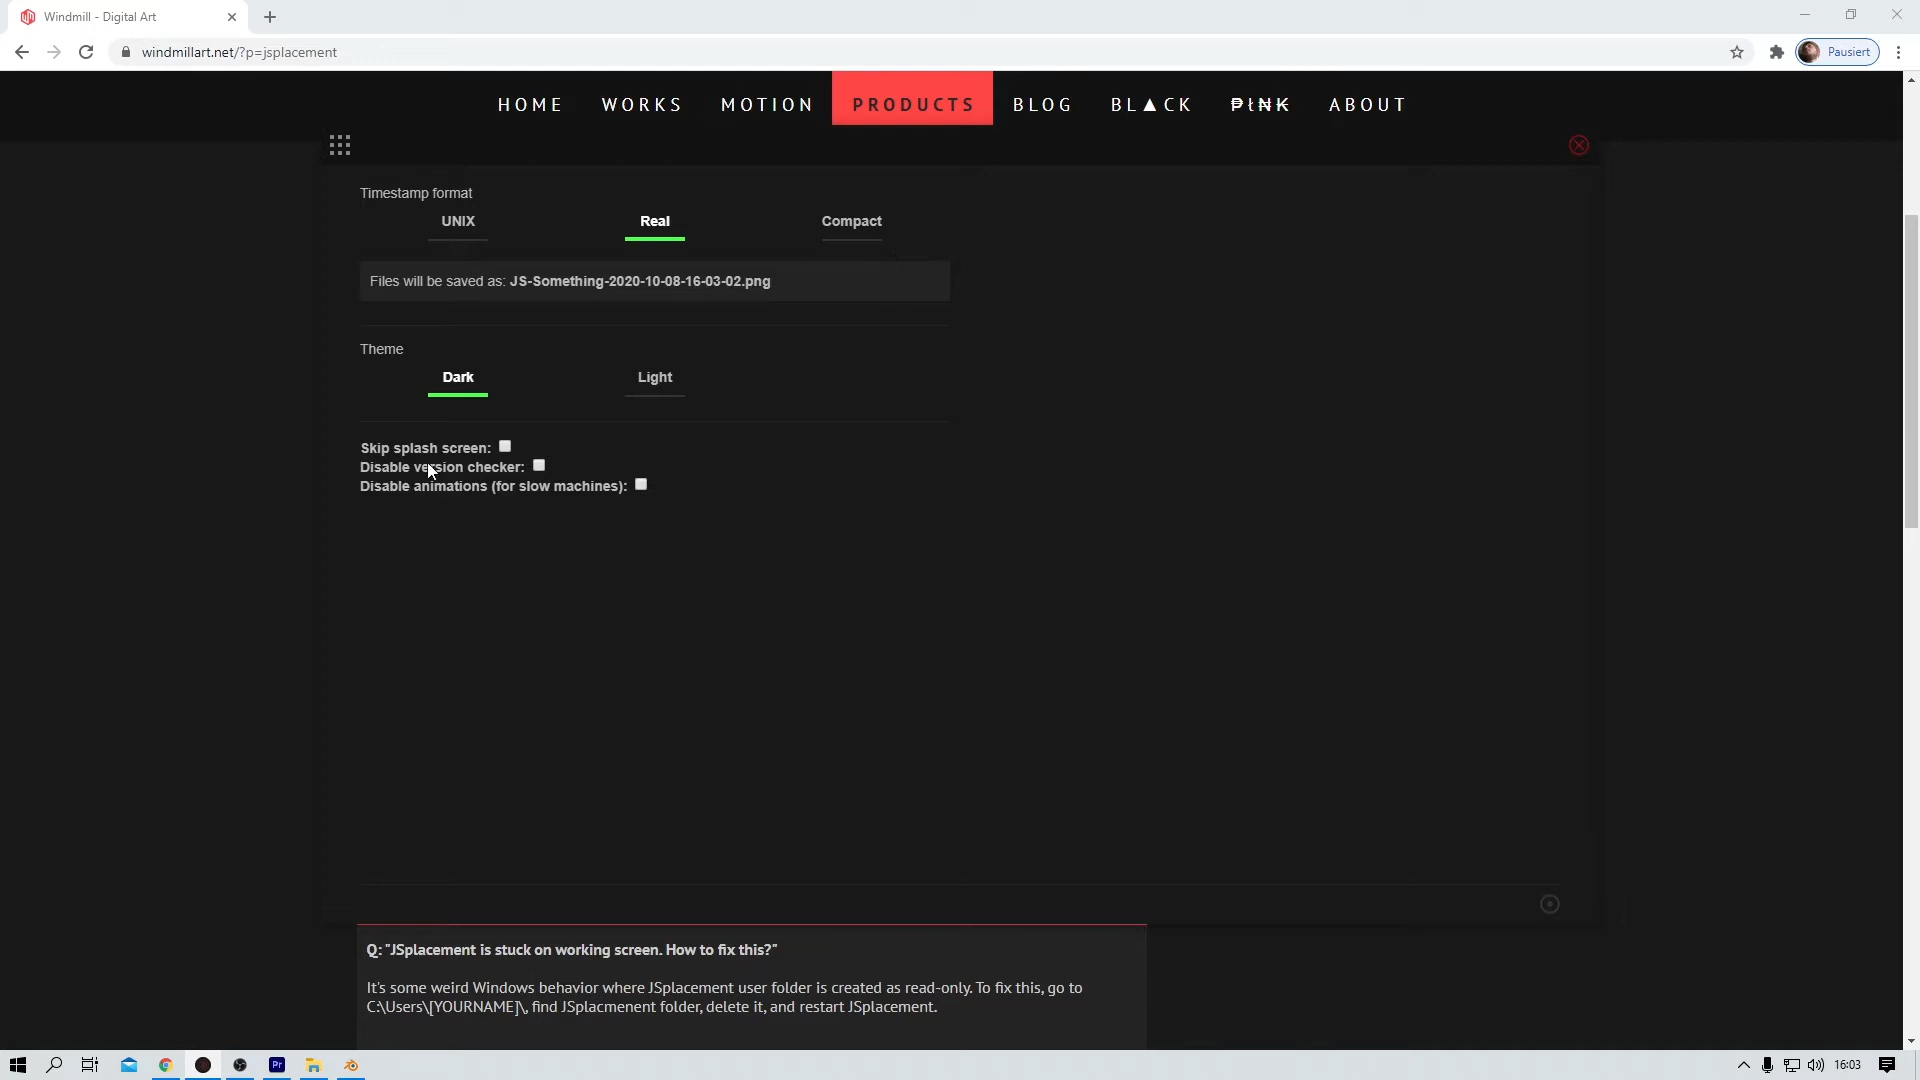 Windmill - Digital Art
windmillart.net/?p=jsplacement
Pausiert
HOME WORKS MOTION PRODUCTS BLOG BL▲CK ₱ł₦₭ ABOUT
Timestamp format
UNIX Real Compact
Files will be saved as: JS-Something-2020-10-08-16-03-02.png
Theme
Dark Light
Skip splash screen:
Disable version checker:
Disable animations (for slow machines):
Q: "JSplacement is stuck on working screen. How to fix this?"
It's some weird Windows behavior where JSplacement user folder is created as read-only. To fix this, go to
C:\Users\[YOURNAME]\, find JSplacmenent folder, delete it, and restart JSplacement.
Pr
16:03